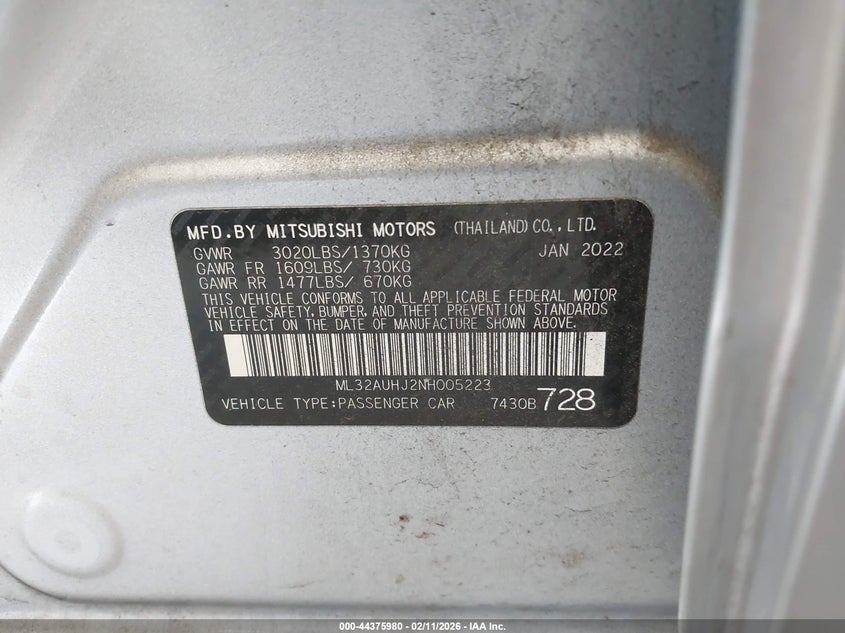 MFD.BY MITSUBISHI MOTORS (THAILAND)CO.,LTD.
GVWR 3020LBS/1370KG JAN 2022
GAWR FR 1609LBS/ 730KG
GAWR RR 1477LBS/ 670KG
THIS VEHICLE CONFORMS TO ALL APPLICABLE FEDERAL MOTOR
VEHICLE SAFETY, BUMPER, AND THEFT PREVENTION STANDARDS
IN EFFECT ON THE DATE OF MANUFACTURE SHOWN ABOVE.
ML32AUHJ2NH005223
VEHICLE TYPE:PASSENGER CAR 7430B 728
000-44375980 - 02/11/2026 - IAA Inc.